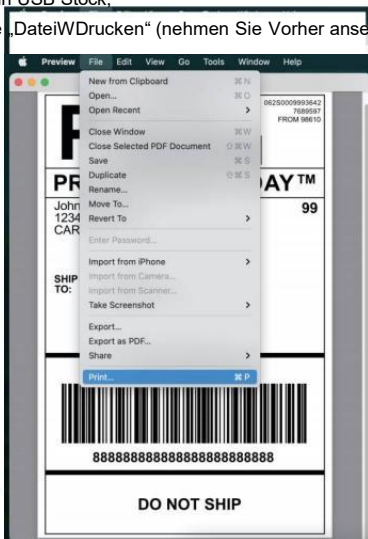 n USB Stock,
„DateiWDrucken“ (nehmen Sie Vorher anse
Preview File Edit View Go Tools Window Help
New from Clipboard ⌘N
Open... ⌘O
Open Recent >
Close Window ⌘W
Close Selected PDF Document ⇧⌘W
Save ⌘S
Duplicate ⇧⌘S
Rename...
Move To...
Revert To >
Enter Password...
Import from iPhone >
Import from Camera...
Import from Scanner...
Take Screenshot >
Export...
Export as PDF...
Share >
Print... ⌘P
062S0009993642
7689597
FROM 98610
PR AY™
John 99
1234
CAR
SHIP
TO:
8888888888888888888888
DO NOT SHIP